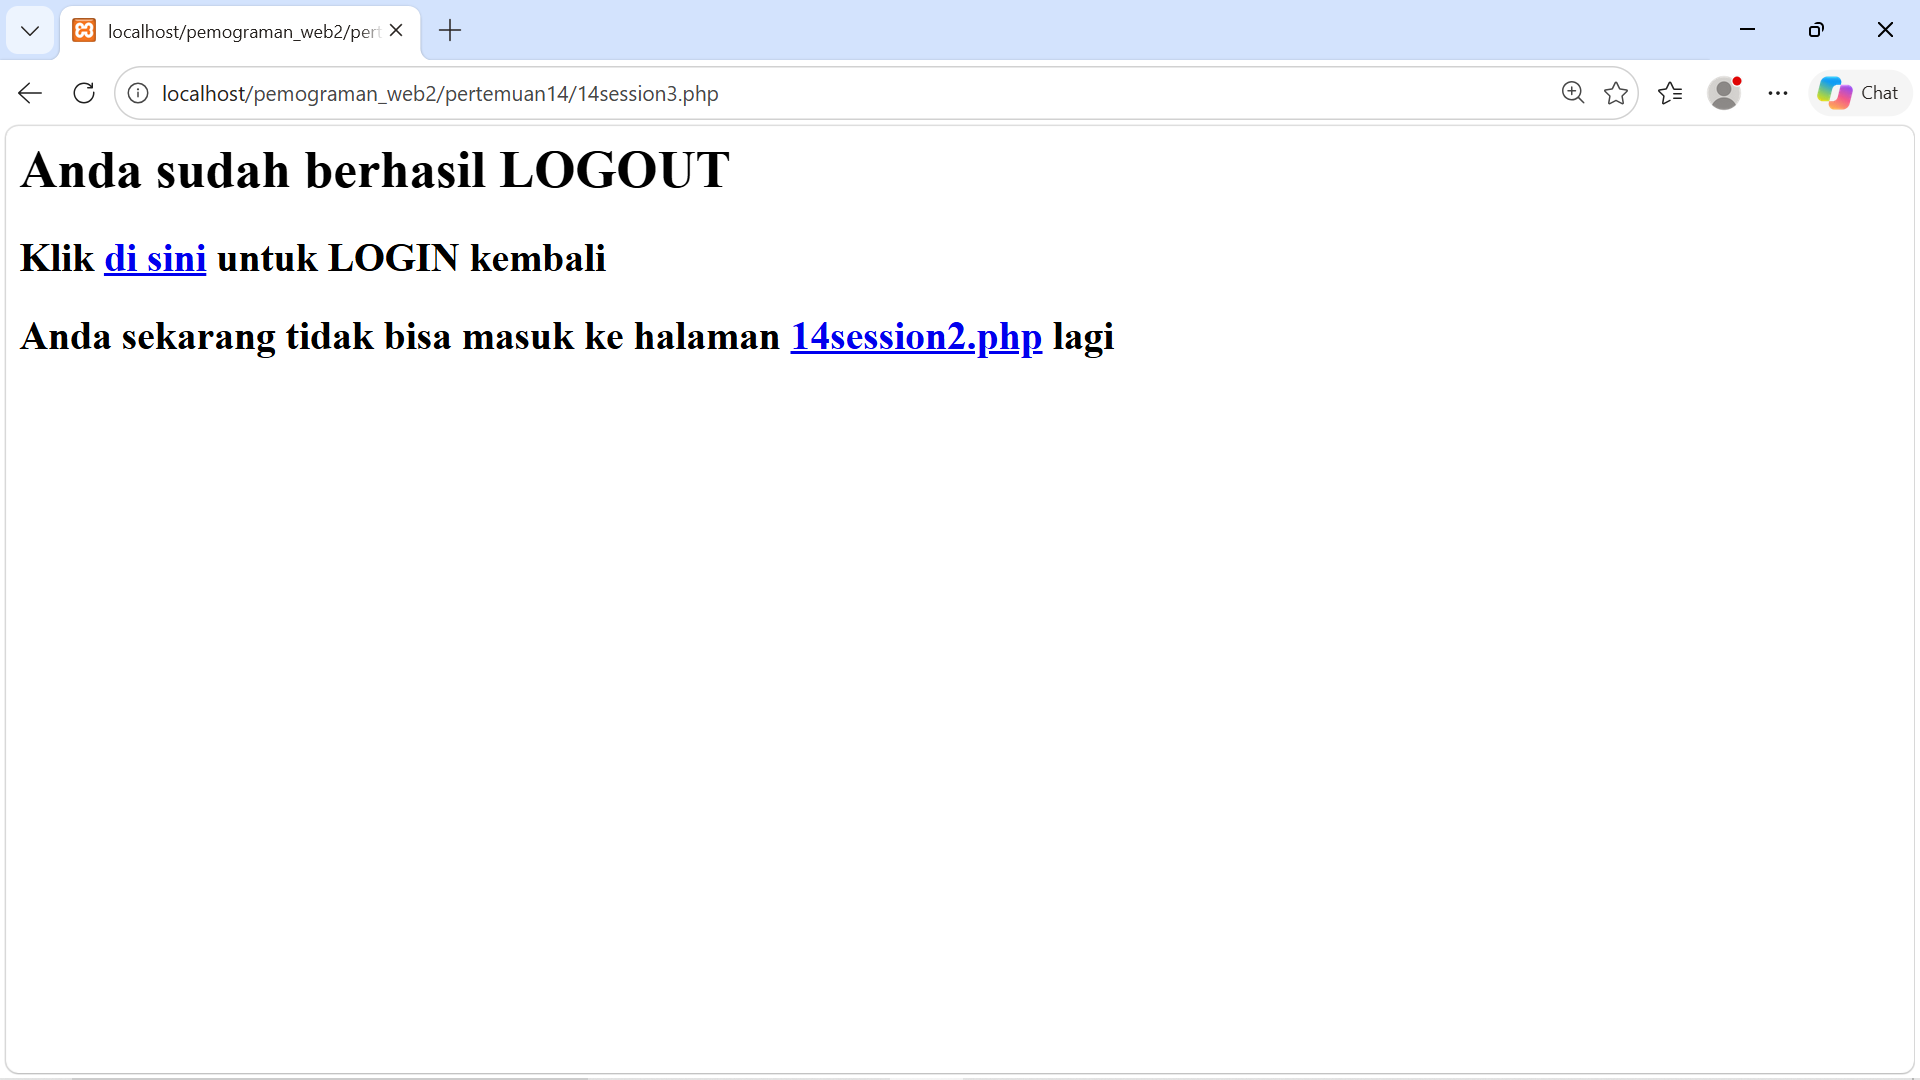 localhost/pemograman_web2/pert
localhost/pemograman_web2/pertemuan14/14session3.php
Chat
Anda sudah berhasil LOGOUT
Klik di sini untuk LOGIN kembali
Anda sekarang tidak bisa masuk ke halaman 14session2.php lagi